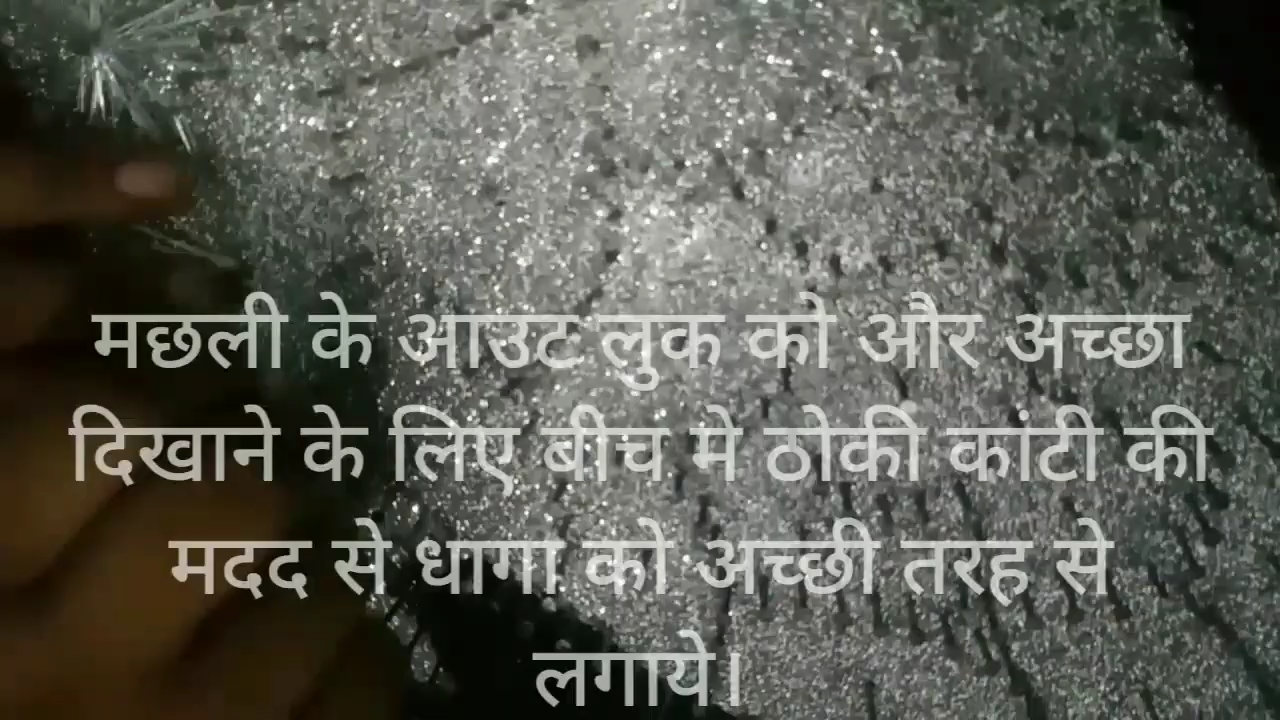 मछली के आउट लुक को और अच्छा
दिखाने के लिए बीच मे ठोकी कांटी की
मदद से धागा को अच्छी तरह से
लगाये।